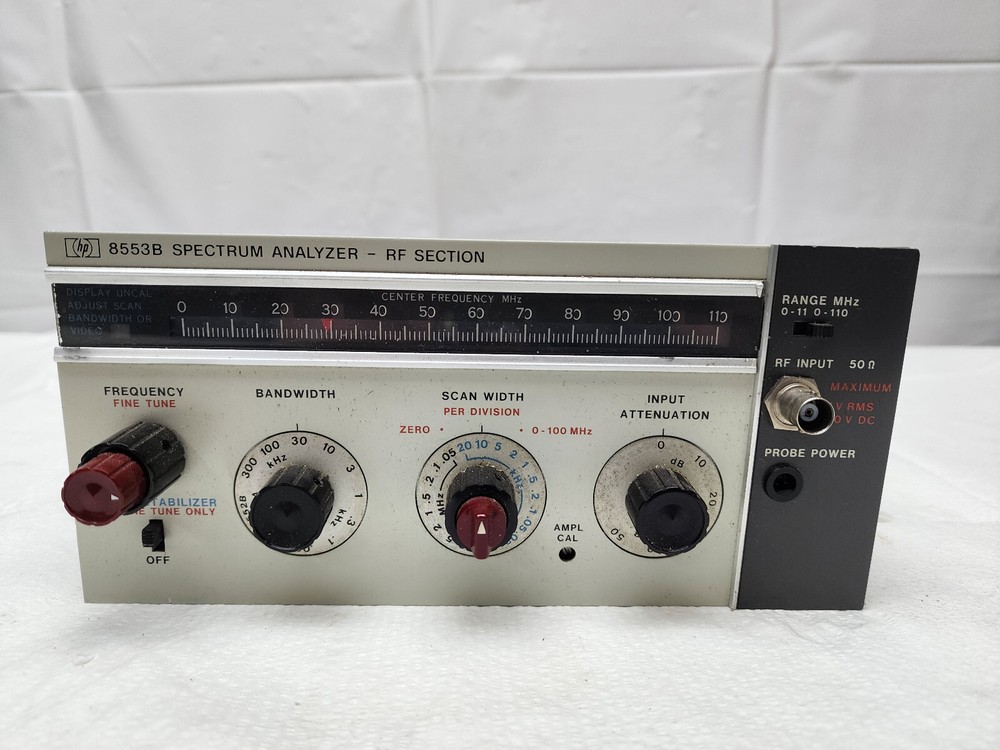 hp 8553B SPECTRUM ANALYZER - RF SECTION
DISPLAY UNCAL
ADJUST SCAN
BANDWIDTH OR
VIDEO
CENTER FREQUENCY MHz
0 10 20 30 40 50 60 70 80 90 100 110
RANGE MHz
0-11 0-110
RF INPUT 50Ω
MAXIMUM
V RMS
V DC
PROBE POWER
FREQUENCY
FINE TUNE
TUNE ONLY
OFF
BANDWIDTH
300 100 30 10 3 1 .3 .1
kHz
kHz
SCAN WIDTH
PER DIVISION
ZERO • • 0-100 MHz
5 2 1 .5 .2 .1 .05 20 10 5 2 1 .5 .2 .1 .05
MHz
kHz
AMPL
CAL
INPUT
ATTENUATION
0 10 20 50
dB